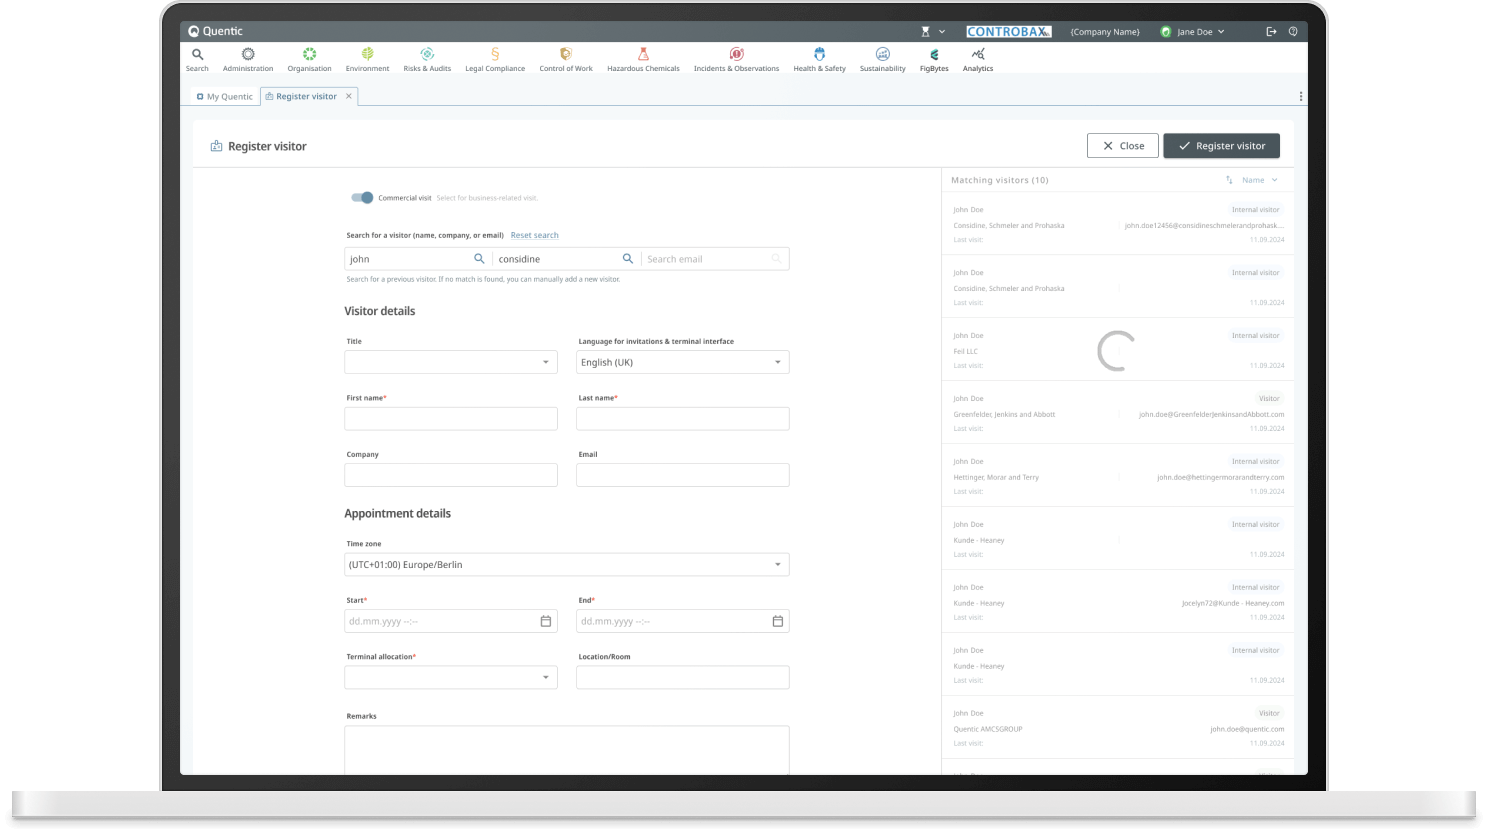 Quentic
CONTROBAX
{Company Name}
Jane Doe
Search
Administration
Organisation
Environment
Risks & Audits
Legal Compliance
Control of Work
Hazardous Chemicals
Incidents & Observations
Health & Safety
Sustainability
FigBytes
Analytics
My Quentic
Register visitor
Register visitor
Close
Register visitor
Commercial visit Select for business-related visit.
Search for a visitor (name, company, or email) Reset search
john
considine
Search email
Search for a previous visitor. If no match is found, you can manually add a new visitor.
Visitor details
Title
Language for invitations & terminal interface
English (UK)
First name*
Last name*
Company
Email
Appointment details
Time zone
(UTC+01:00) Europe/Berlin
Start*
End*
dd.mm.yyyy --:--
dd.mm.yyyy --:--
Terminal allocation*
Location/Room
Remarks
Matching visitors (10)
Name
John Doe
Internal visitor
Considine, Schmeler and Prohaska
john.doe12456@considineschmelerandprohask...
Last visit:
11.09.2024
John Doe
Internal visitor
Considine, Schmeler and Prohaska
Last visit:
11.09.2024
John Doe
Internal visitor
Feil LLC
Last visit:
11.09.2024
John Doe
Visitor
Greenfelder, Jenkins and Abbott
john.doe@GreenfelderJenkinsandAbbott.com
Last visit:
11.09.2024
John Doe
Internal visitor
Hettinger, Morar and Terry
john.doe@hettingermorarandterry.com
Last visit:
11.09.2024
John Doe
Internal visitor
Kunde - Heaney
Last visit:
11.09.2024
John Doe
Internal visitor
Kunde - Heaney
Jocelyn72@Kunde - Heaney.com
Last visit:
11.09.2024
John Doe
Internal visitor
Kunde - Heaney
Last visit:
11.09.2024
John Doe
Visitor
Quentic AMCSGROUP
john.doe@quentic.com
Last visit:
11.09.2024